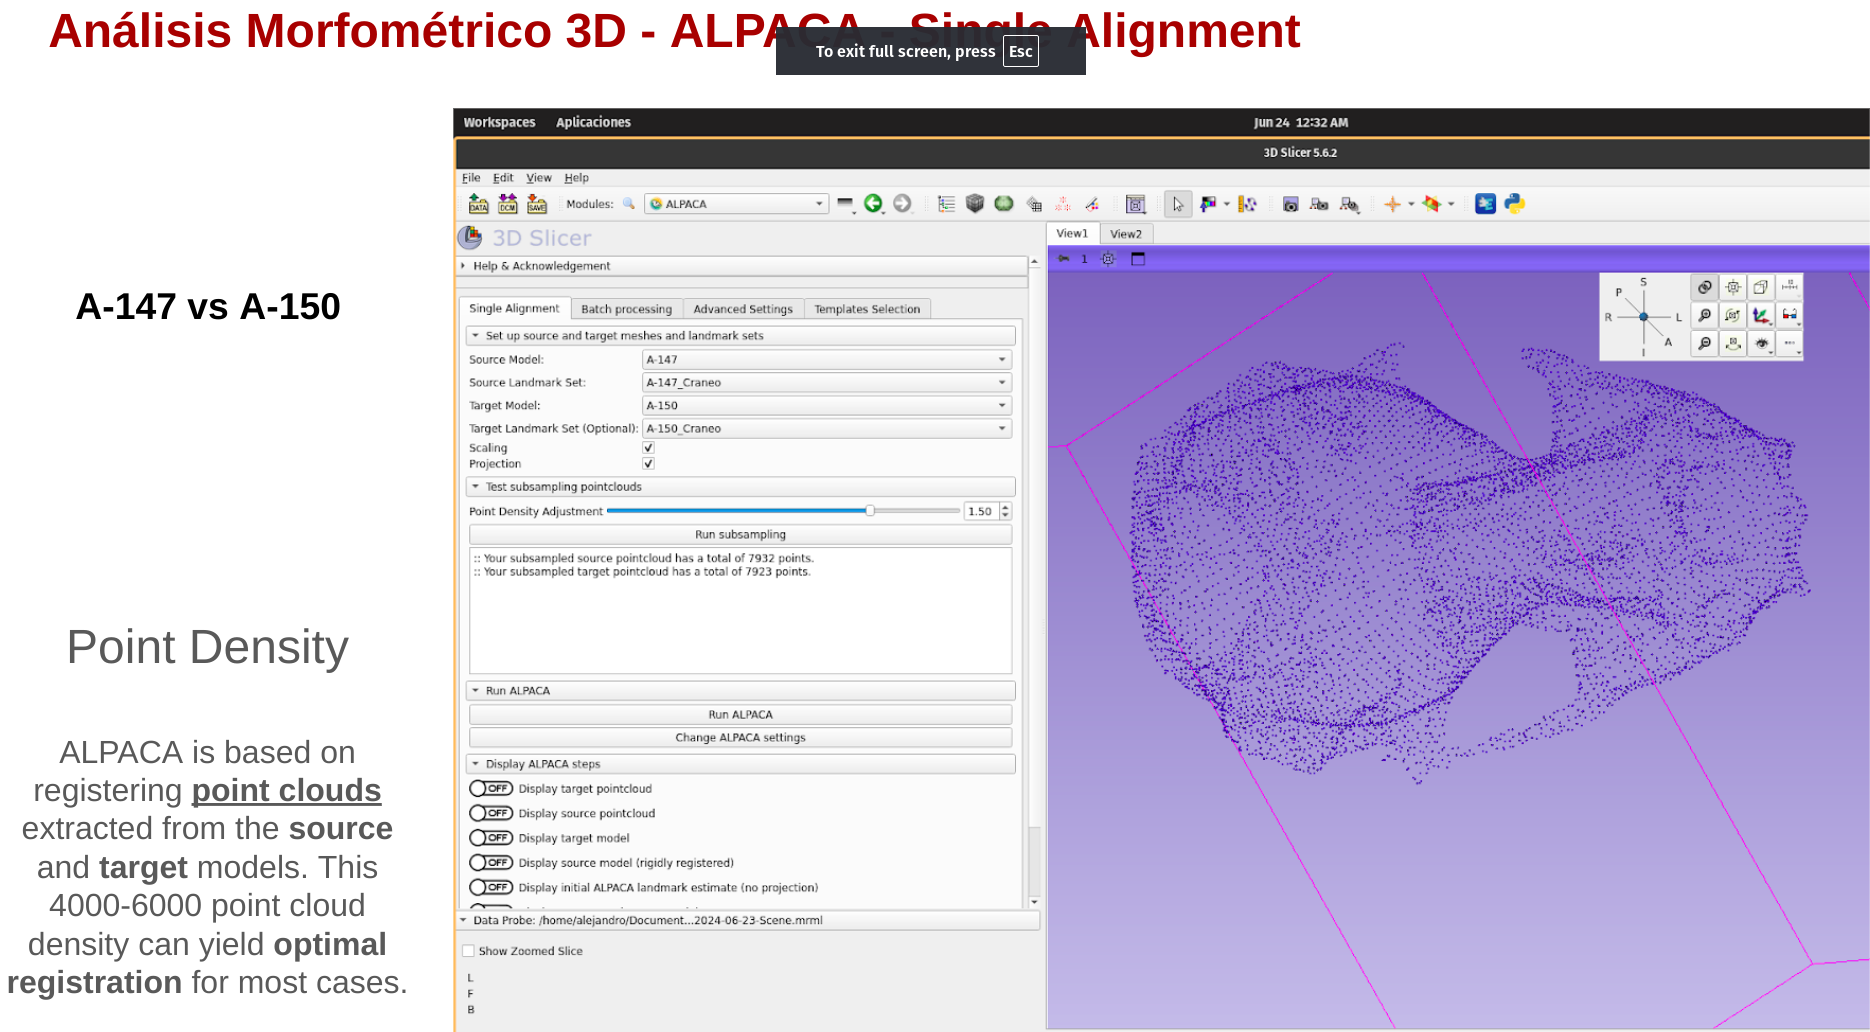 Análisis Morfométrico 3D - ALPACA - Single Alignment
To exit full screen, press Esc
Workspaces Aplicaciones Jun 24 12:32 AM
3D Slicer 5.6.2
File Edit View Help
DATA DCM SAVE Modules: ALPACA
3D Slicer
View1 View2
Help & Acknowledgement
1
S
P
R L
A
I
A-147 vs A-150
Single Alignment Batch processing Advanced Settings Templates Selection
Set up source and target meshes and landmark sets
Source Model: A-147
Source Landmark Set: A-147_Craneo
Target Model: A-150
Target Landmark Set (Optional): A-150_Craneo
Scaling
Projection
Test subsampling pointclouds
Point Density Adjustment 1.50
Run subsampling
:: Your subsampled source pointcloud has a total of 7932 points.
:: Your subsampled target pointcloud has a total of 7923 points.
Run ALPACA
Run ALPACA
Change ALPACA settings
Display ALPACA steps
OFF Display target pointcloud
OFF Display source pointcloud
OFF Display target model
OFF Display source model (rigidly registered)
OFF Display initial ALPACA landmark estimate (no projection)
Data Probe: /home/alejandro/Document...2024-06-23-Scene.mrml
Show Zoomed Slice
L
F
B
Point Density
ALPACA is based on
registering point clouds
extracted from the source
and target models. This
4000-6000 point cloud
density can yield optimal
registration for most cases.